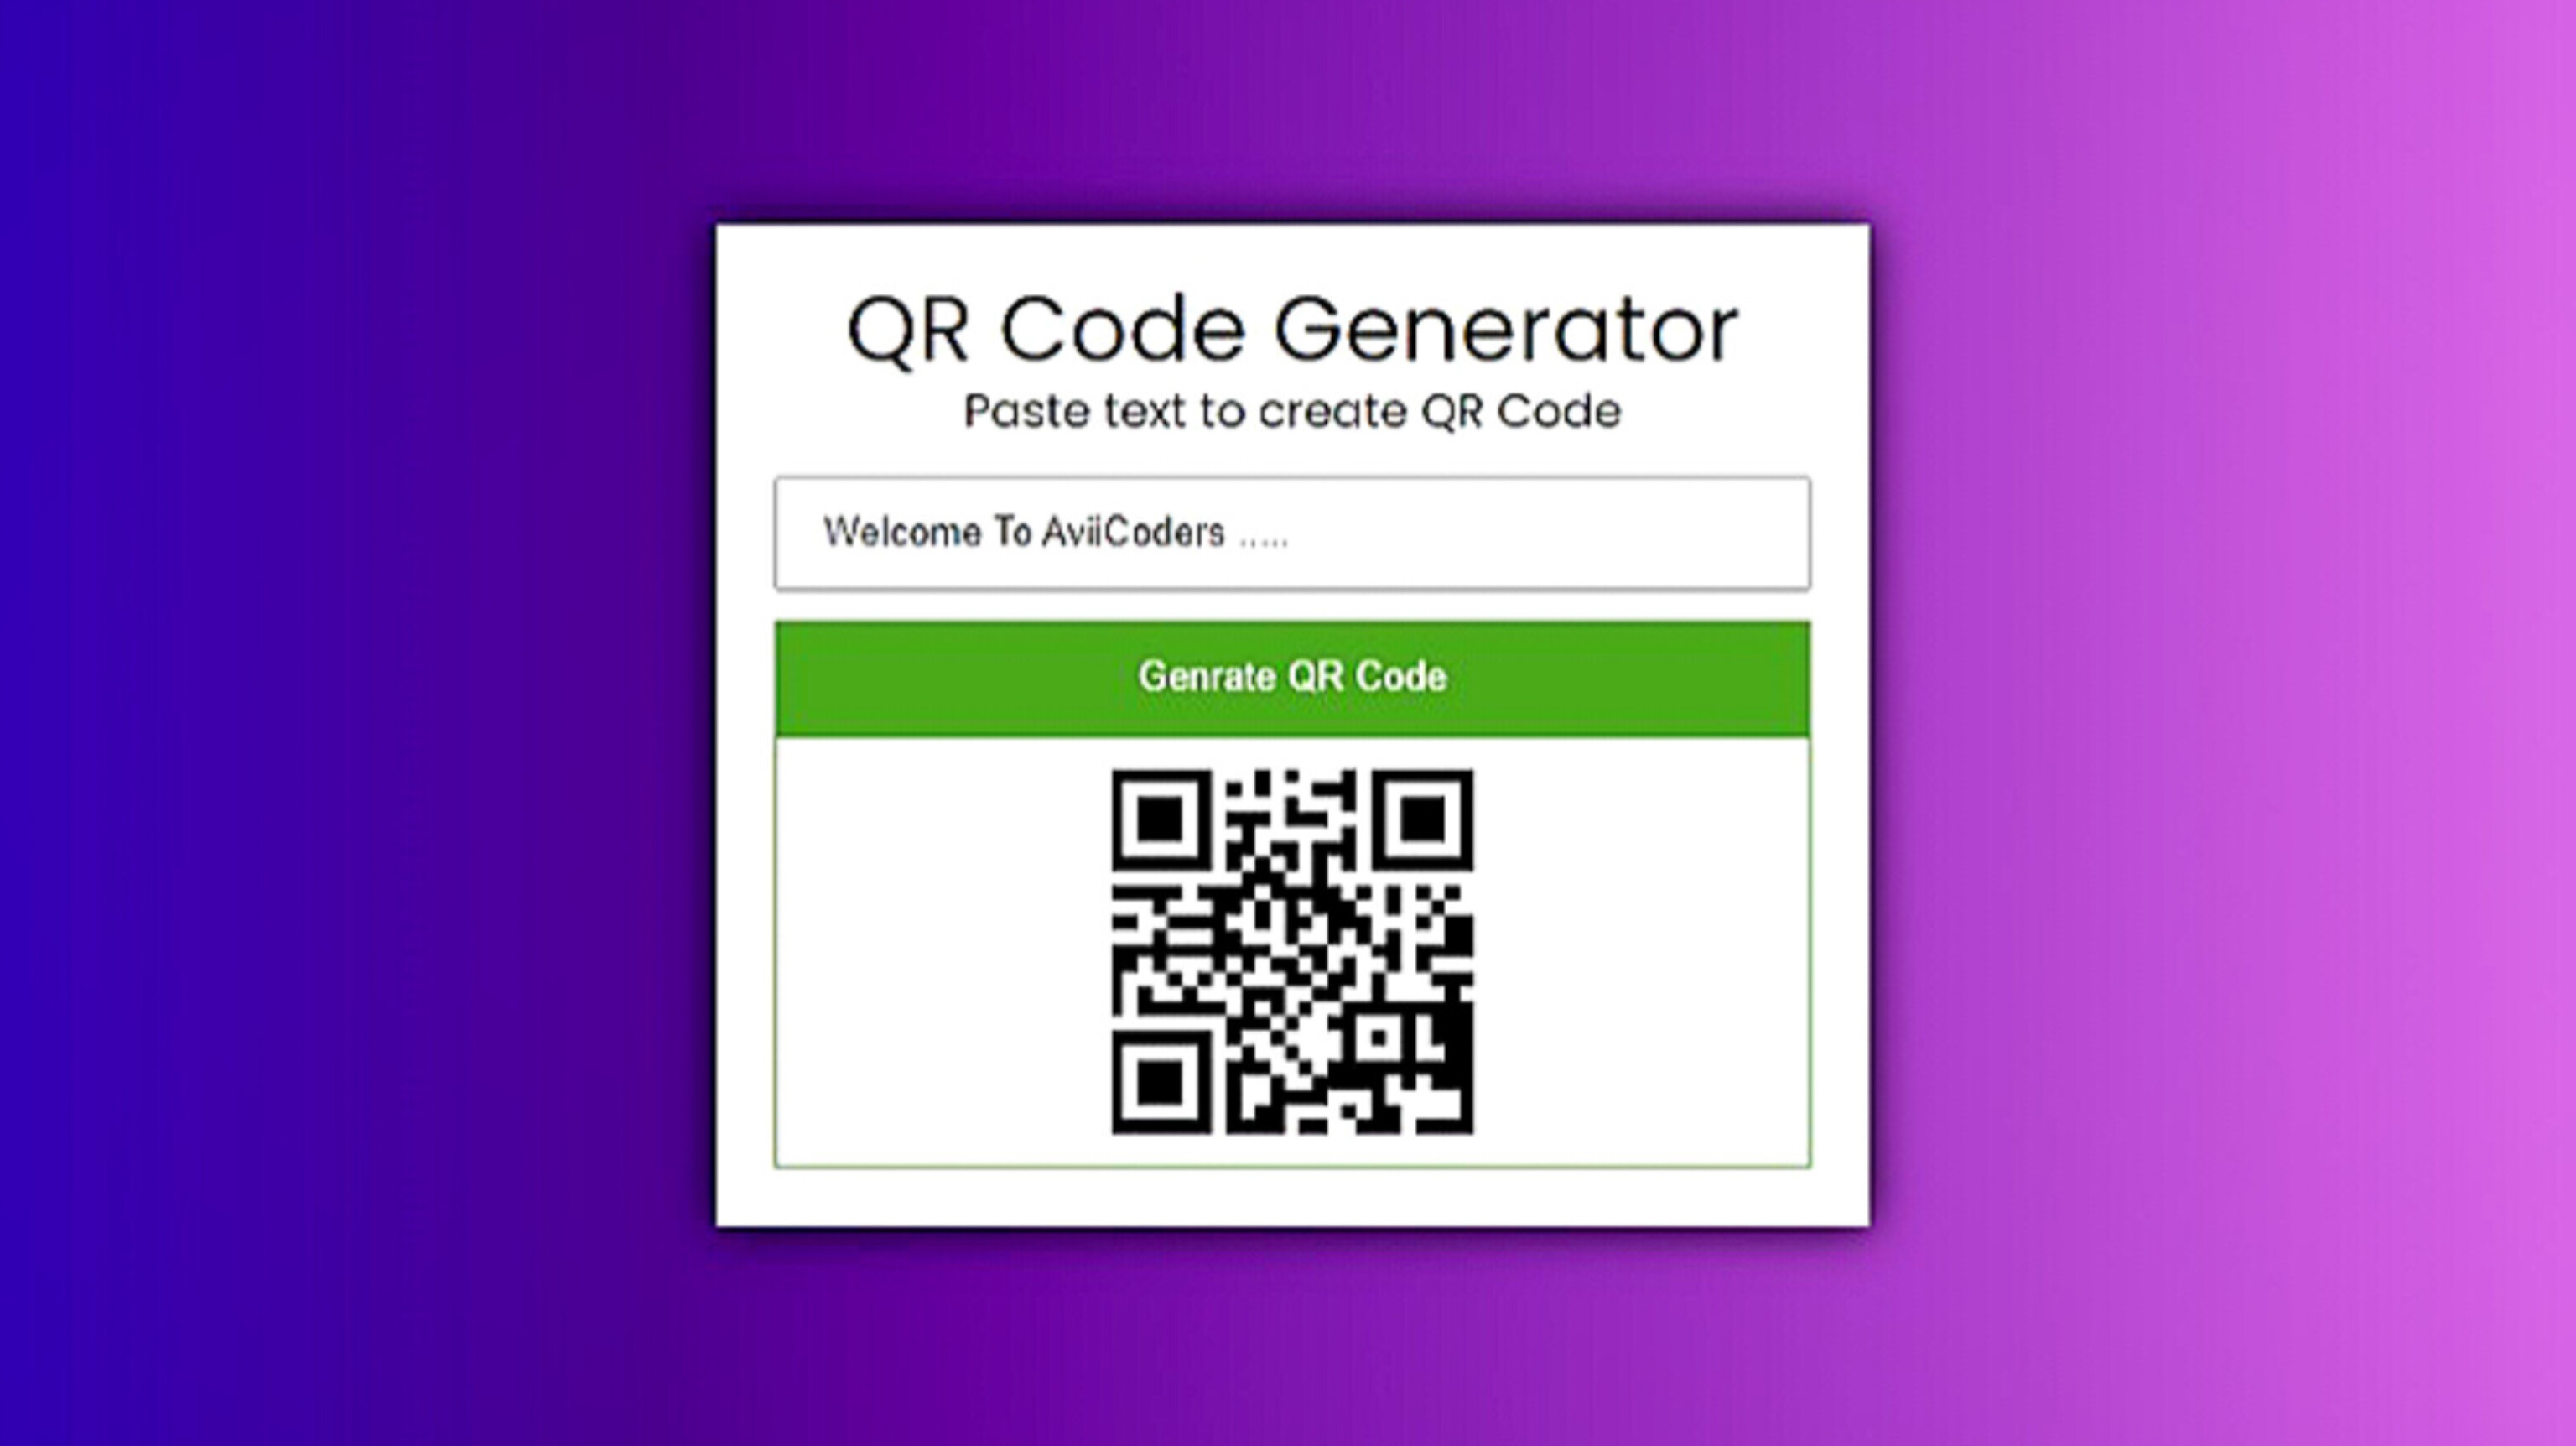 QR Code Generator
Paste text to create QR Code
Welcome To AviiCoders .....
Genrate QR Code